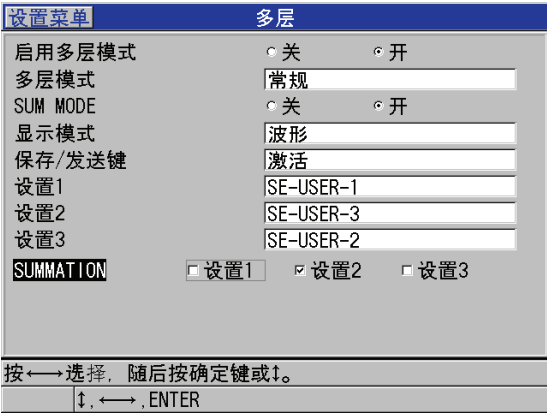 设置菜单 多层
启用多层模式 关 开
多层模式 常规
SUM MODE 关 开
显示模式 波形
保存/发送键 激活
设置1 SE-USER-1
设置2 SE-USER-3
设置3 SE-USER-2
SUMMATION 设置1 设置2 设置3
按←→选择, 随后按确定键或↕。
↕, ←→ , ENTER